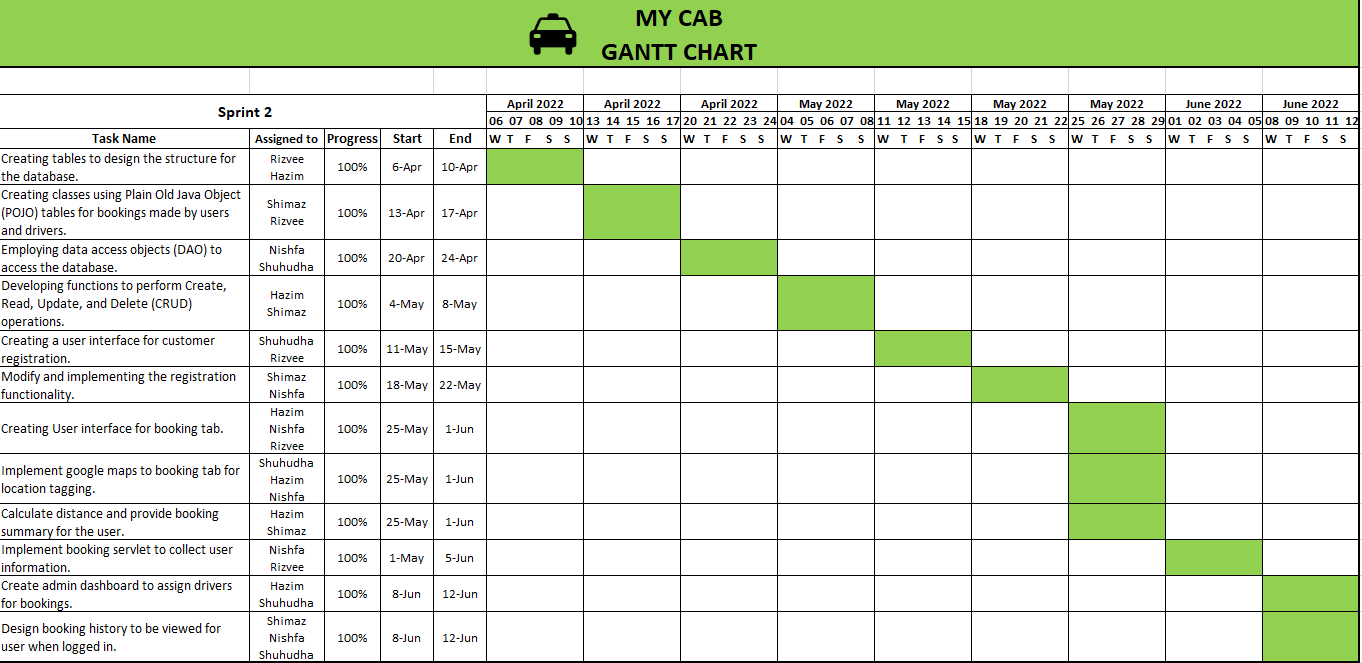 MY CAB
GANTT CHART
Sprint 2
April 2022 April 2022 April 2022 May 2022 May 2022 May 2022 May 2022 June 2022 June 2022
06 07 08 09 10 13 14 15 16 17 20 21 22 23 24 04 05 06 07 08 11 12 13 14 15 18 19 20 21 22 25 26 27 28 29 01 02 03 04 05 08 09 10 11 12
Task Name Assigned to Progress Start End W T F S S W T F S S W T F S S W T F S S W T F S S W T F S S W T F S S W T F S S W T F S S
Creating tables to design the structure for
the database.
Rizvee
Hazim
100% 6-Apr 10-Apr
Creating classes using Plain Old Java Object
(POJO) tables for bookings made by users
and drivers.
Shimaz
Rizvee
100% 13-Apr 17-Apr
Employing data access objects (DAO) to
access the database.
Nishfa
Shuhudha
100% 20-Apr 24-Apr
Developing functions to perform Create,
Read, Update, and Delete (CRUD)
operations.
Hazim
Shimaz
100% 4-May 8-May
Creating a user interface for customer
registration.
Shuhudha
Rizvee
100% 11-May 15-May
Modify and implementing the registration
functionality.
Shimaz
Nishfa
100% 18-May 22-May
Creating User interface for booking tab.
Hazim
Nishfa
Rizvee
100% 25-May 1-Jun
Implement google maps to booking tab for
location tagging.
Shuhudha
Hazim
Nishfa
100% 25-May 1-Jun
Calculate distance and provide booking
summary for the user.
Hazim
Shimaz
100% 25-May 1-Jun
Implement booking servlet to collect user
information.
Nishfa
Rizvee
100% 1-May 5-Jun
Create admin dashboard to assign drivers
for bookings.
Hazim
Shuhudha
100% 8-Jun 12-Jun
Design booking history to be viewed for
user when logged in.
Shimaz
Nishfa
Shuhudha
100% 8-Jun 12-Jun